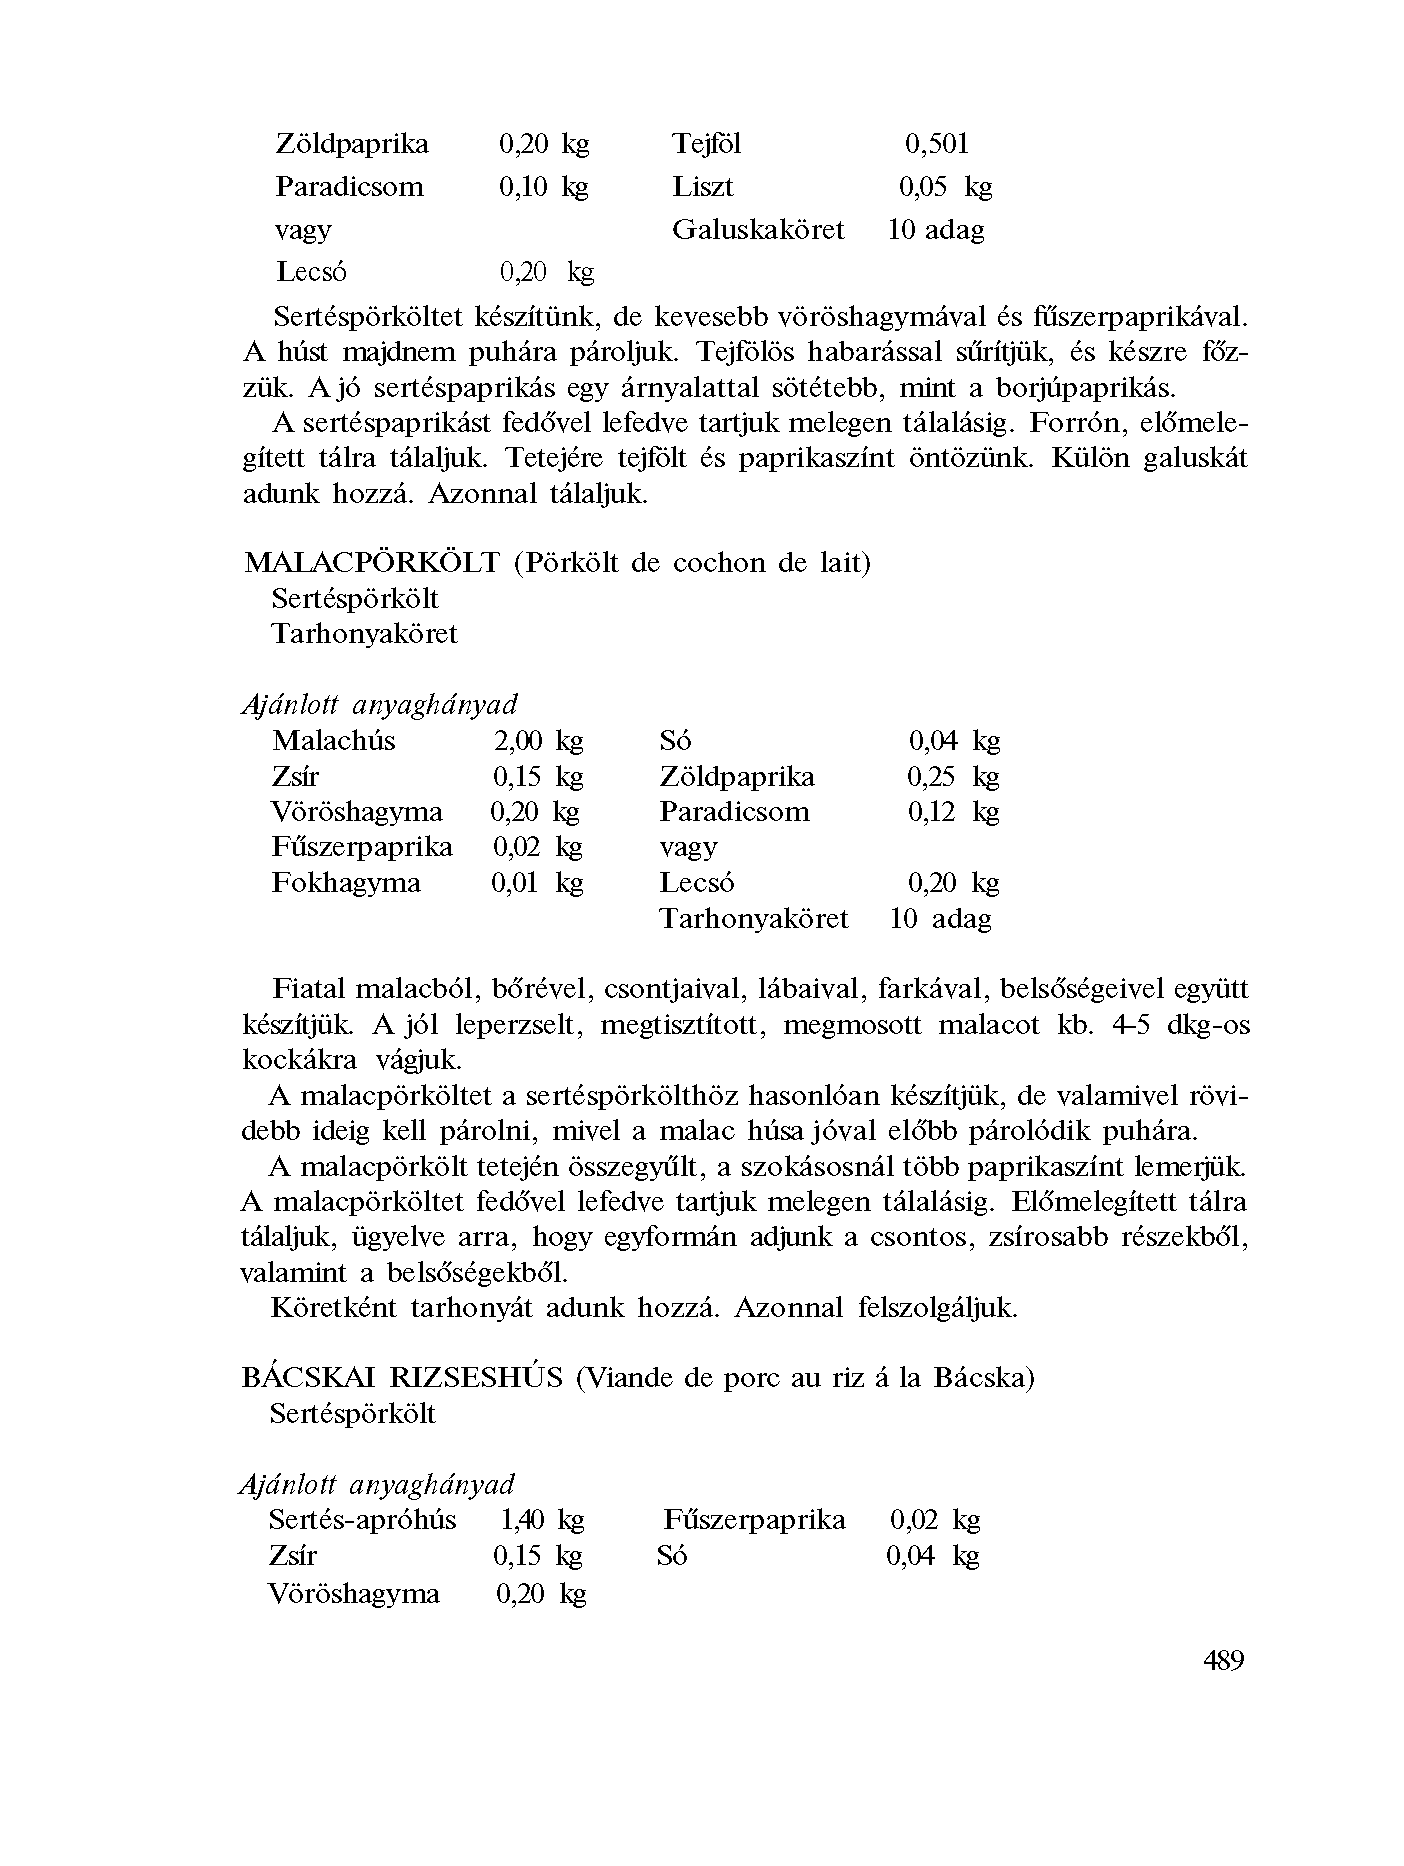 Zöldpaprika 0,20 kg Tejföl 0,501
Paradicsom 0,10 kg Liszt 0,05 kg
vagy Galuskaköret 10 adag
Lecsó 0,20 kg
Sertéspörköltet készítünk, de kevesebb vöröshagymával és fűszerpaprikával.
A húst majdnem puhára pároljuk. Tejfölös habarással sűrítjük, és készre főz-
zük. A jó sertéspaprikás egy árnyalattal sötétebb, mint a borjúpaprikás.
A sertéspaprikást fedővel lefedve tartjuk melegen tálalásig. Forrón, előmele-
gített tálra tálaljuk. Tetejére tejfölt és paprikaszínt öntözünk. Külön galuskát
adunk hozzá. Azonnal tálaljuk.
MALACPÖRKÖLT (Pörkölt de cochon de lait)
Sertéspörkölt
Tarhonyaköret
Ajánlott anyaghányad
Malachús 2,00 kg Só 0,04 kg
Zsír 0,15 kg Zöldpaprika 0,25 kg
Vöröshagyma 0,20 kg Paradicsom 0,12 kg
Fűszerpaprika 0,02 kg vagy
Fokhagyma 0,01 kg Lecsó 0,20 kg
Tarhonyaköret 10 adag
Fiatal malacból, bőrével, csontjaival, lábaival, farkával, belsőségeivel együtt
készítjük. A jól leperzselt, megtisztított, megmosott malacot kb. 4-5 dkg-os
kockákra vágjuk.
A malacpörköltet a sertéspörkölthöz hasonlóan készítjük, de valamivel rövi-
debb ideig kell párolni, mivel a malac húsa jóval előbb párolódik puhára.
A malacpörkölt tetején összegyűlt, a szokásosnál több paprikaszínt lemerjük.
A malacpörköltet fedővel lefedve tartjuk melegen tálalásig. Előmelegített tálra
tálaljuk, ügyelve arra, hogy egyformán adjunk a csontos, zsírosabb részekből,
valamint a belsőségekből.
Köretként tarhonyát adunk hozzá. Azonnal felszolgáljuk.
BÁCSKAI RIZSESHÚS (Viande de porc au riz á la Bácska)
Sertéspörkölt
Ajánlott anyaghányad
Sertés-apróhús 1,40 kg Fűszerpaprika 0,02 kg
Zsír 0,15 kg Só 0,04 kg
Vöröshagyma 0,20 kg
489